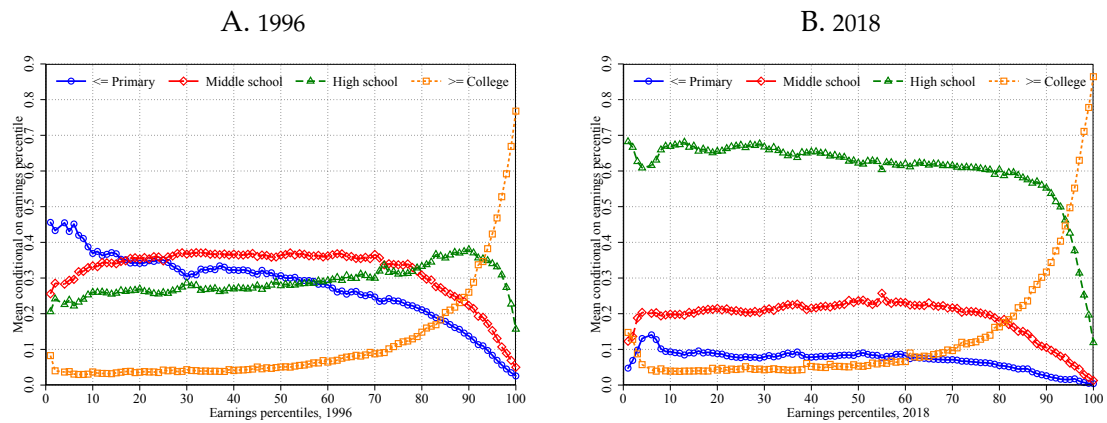 A. 1996
Mean conditional on earnings percentile
0.0 0.1 0.2 0.3 0.4 0.5 0.6 0.7 0.8 0.9
<= Primary Middle school High school >= College
0 10 20 30 40 50 60 70 80 90 100
Earnings percentiles, 1996
B. 2018
Mean conditional on earnings percentile
0.0 0.1 0.2 0.3 0.4 0.5 0.6 0.7 0.8 0.9
<= Primary Middle school High school >= College
0 10 20 30 40 50 60 70 80 90 100
Earnings percentiles, 2018